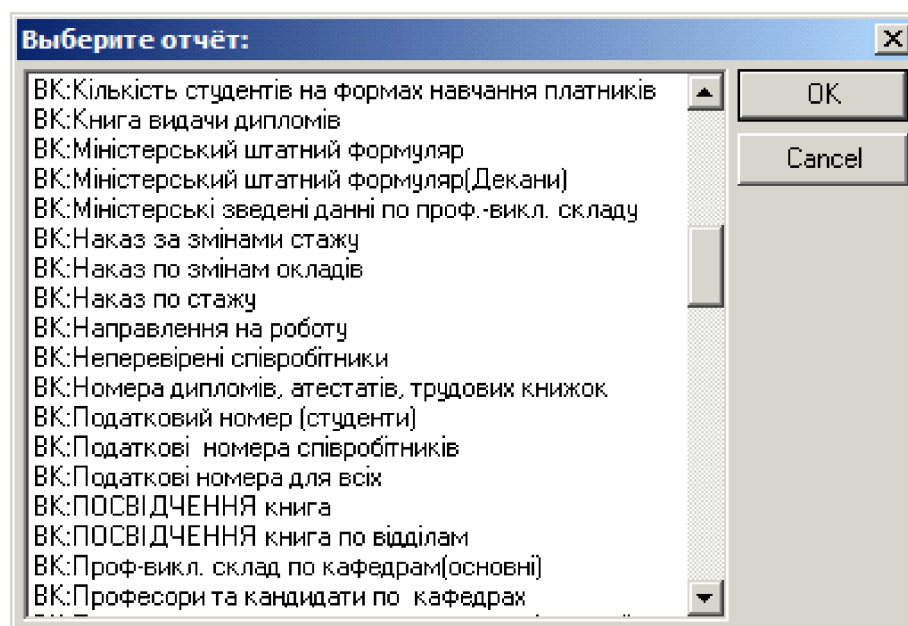 Выберите отчёт:
ВК:Кількість студентів на формах навчання платників
ВК:Книга видачи дипломів
ВК:Міністерський штатний формуляр
ВК:Міністерський штатний формуляр(Декани)
ВК:Міністерські зведені данні по проф.-викл. складу
ВК:Наказ за змінами стажу
ВК:Наказ по змінам окладів
ВК:Наказ по стажу
ВК:Направлення на роботу
ВК:Неперевірені співробітники
ВК:Номера дипломів, атестатів, трудових книжок
ВК:Податковий номер (студенти)
ВК:Податкові  номера співробітників
ВК:Податкові номера для всіх
ВК:ПОСВІДЧЕННЯ книга
ВК:ПОСВІДЧЕННЯ книга по відділам
ВК:Проф-викл. склад по кафедрам(основні)
ВК:Професори та кандидати по  кафедрах
OK
Cancel